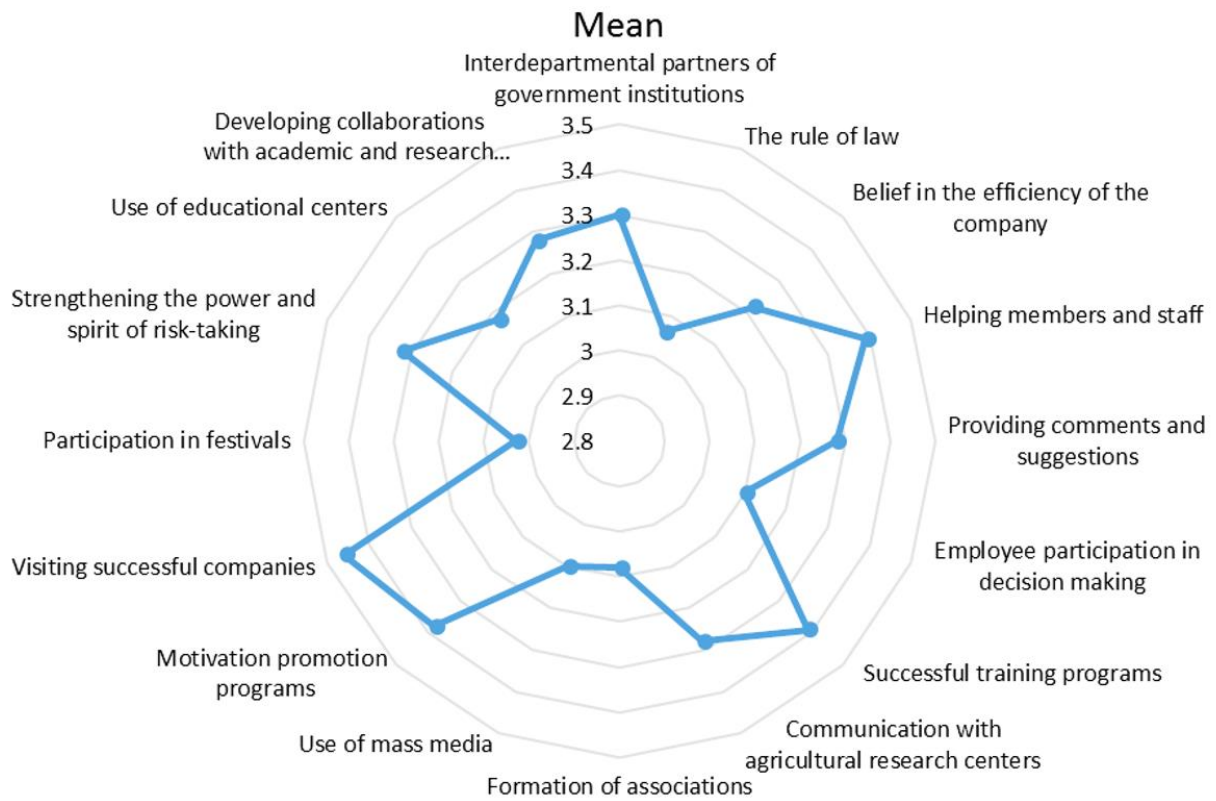 Mean
Interdepartmental partners of
government institutions
The rule of law
Belief in the efficiency of the
company
Helping members and staff
Providing comments and
suggestions
Employee participation in
decision making
Successful training programs
Communication with
agricultural research centers
Formation of associations
Use of mass media
Motivation promotion
programs
Visiting successful companies
Participation in festivals
Strengthening the power and
spirit of risk-taking
Use of educational centers
Developing collaborations
with academic and research...
3.5
3.4
3.3
3.2
3.1
3
2.9
2.8